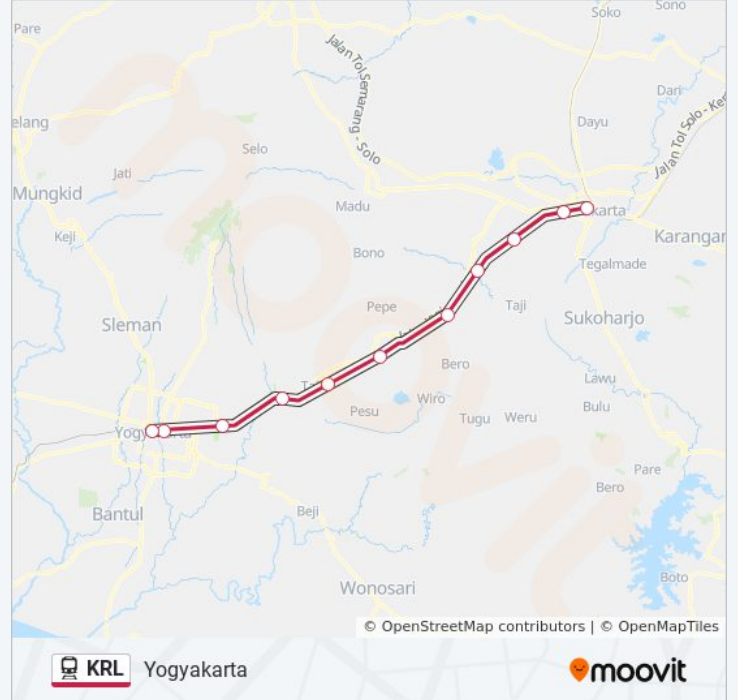 Pare
Soko
Sono
Jalan Tol Semarang - Solo
Dari
Jalan Tol Solo - Ker
elang
Dayu
Selo
Jati
Mungkid
Madu
karta
Keji
Karangan
Bono
Tegalmade
Pepe
Taji
Sukoharjo
Sleman
Bero
Lawu
Wiro
Bulu
Pesu
Tugu
Weru
Pare
Bero
Bantul
Beji
Boto
Wonosari
© OpenStreetMap contributors | © OpenMapTiles
KRL Yogyakarta
moovit